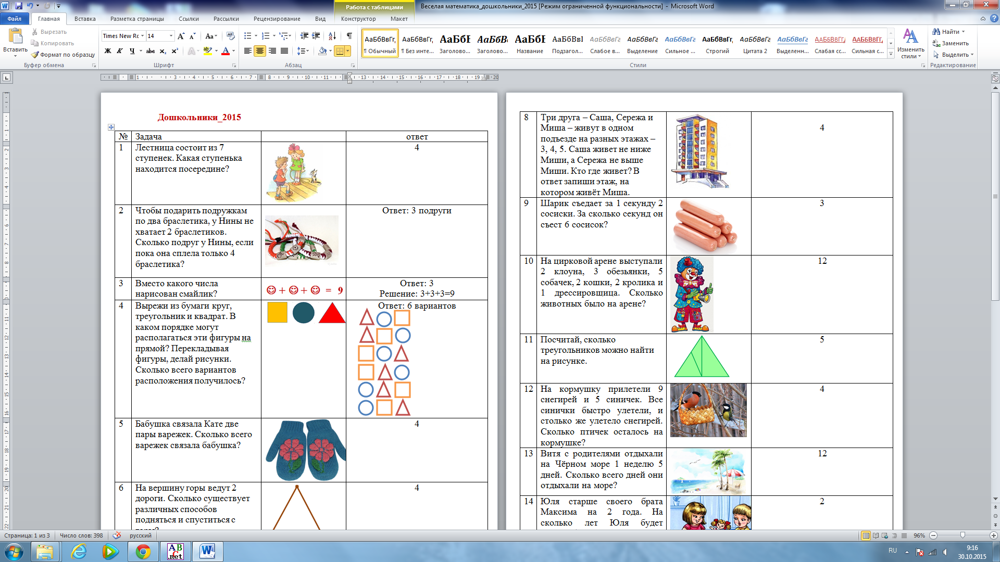 Веселая математика_дошкольники_2015 [Режим ограниченной функциональности] - Microsoft Word
Работа с таблицами
Файл Главная Вставка Разметка страницы Ссылки Рассылки Рецензирование Вид Конструктор Макет
Вставить
Вырезать
Копировать
Формат по образцу
Буфер обмена
Times New Rc 14
Шрифт
Абзац
АаБбВвГг, АаБбВвГг, АаБбВ АаБбВв АаБбВ АаБбВвІ АаБбВвГг АаБбВвГг АаБбВвГг АаБбВвГг, АаБбВвГг АаБбВвГг ААБББВВГГ, ААБББВВГГ,
¶ Обычный ¶ Без инте... Заголово... Заголово... Название Подзагол... Слабое в... Выделение Сильное ... Строгий Цитата 2 Выделенн... Слабая сс... Сильная с...
Стили
Изменить стили
Найти
Заменить
Выделить
Редактирование
Дошкольники_2015
№ Задача ответ
1 Лестница состоит из 7 4
ступенек. Какая ступенька
находится посередине?
2 Чтобы подарить подружкам Ответ: 3 подруги
по два браслетика, у Нины не
хватает 2 браслетиков.
Сколько подруг у Нины, если
пока она сплела только 4
браслетика?
3 Вместо какого числа Ответ: 3
нарисован смайлик? + + = 9 Решение: 3+3+3=9
4 Вырежи из бумаги круг, Ответ: 6 вариантов
треугольник и квадрат. В
каком порядке могут
располагаться эти фигуры на
прямой? Перекладывая
фигуры, делай рисунки.
Сколько всего вариантов
расположения получилось?
5 Бабушка связала Кате две 4
пары варежек. Сколько всего
варежек связала бабушка?
6 На вершину горы ведут 2 4
дороги. Сколько существует
различных способов
подняться и спуститься с
8 Три друга – Саша, Сережа и
Миша – живут в одном 4
подъезде на разных этажах –
3, 4, 5. Саша живет не ниже
Миши, а Сережа не выше
Миши. Кто где живет? В
ответ запиши этаж, на
котором живёт Миша.
9 Шарик съедает за 1 секунду 2 3
сосиски. За сколько секунд он
съест 6 сосисок?
10 На цирковой арене выступали 12
2 клоуна, 3 обезьянки, 5
собачек, 2 кошки, 2 кролика и
1 дрессировщица. Сколько
животных было на арене?
11 Посчитай, сколько 5
треугольников можно найти
на рисунке.
12 На кормушку прилетели 9 4
снегирей и 5 синичек. Все
синички быстро улетели, и
столько же улетело снегирей.
Сколько птичек осталось на
кормушке?
13 Витя с родителями отдыхали 12
на Чёрном море 1 неделю 5
дней. Сколько всего дней они
отдыхали на море?
14 Юля старше своего брата 2
Максима на 2 года. На
сколько лет Юля будет
Страница: 1 из 3 Число слов: 398 русский 96%
ABC.net
RU 9:16
30.10.2015